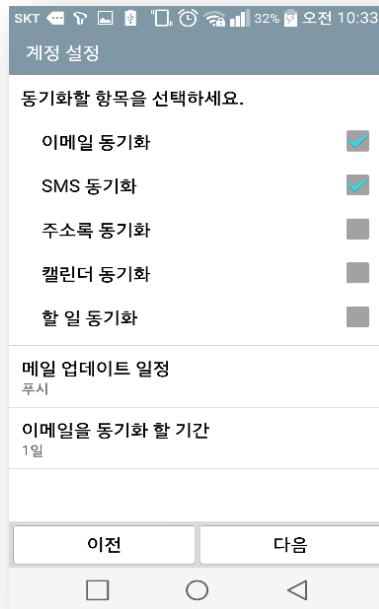 SKT 32% 오전 10:33
계정 설정
동기화할 항목을 선택하세요.
이메일 동기화
SMS 동기화
주소록 동기화
캘린더 동기화
할 일 동기화
메일 업데이트 일정
푸시
이메일을 동기화 할 기간
1일
이전 다음